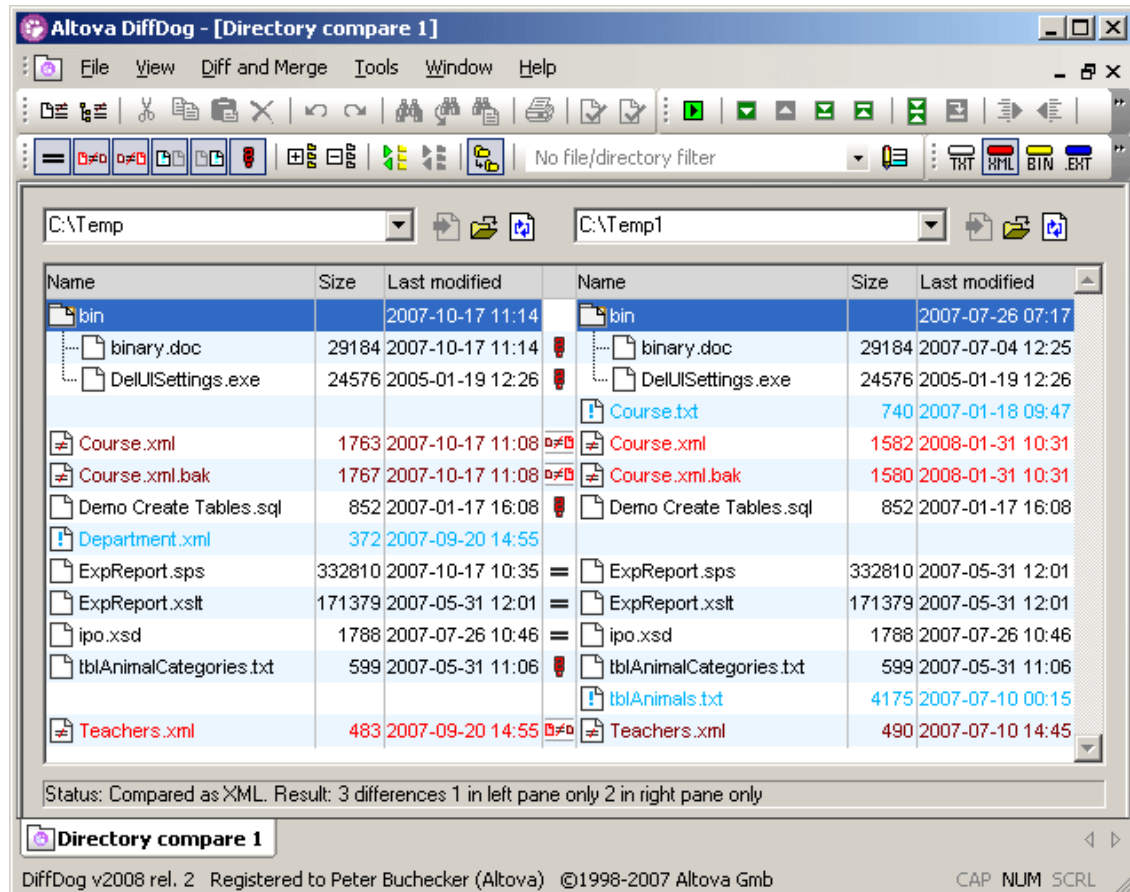 Altova DiffDog - [Directory compare 1]
File View Diff and Merge Tools Window Help
No file/directory filter TXT XML BIN .EXT
C:\Temp C:\Temp1
Name Size Last modified Name Size Last modified
bin 2007-10-17 11:14 bin 2007-07-26 07:17
binary.doc 29184 2007-10-17 11:14 binary.doc 29184 2007-07-04 12:25
DelUISettings.exe 24576 2005-01-19 12:26 DelUISettings.exe 24576 2005-01-19 12:26
Course.txt 740 2007-01-18 09:47
Course.xml 1763 2007-10-17 11:08 Course.xml 1582 2008-01-31 10:31
Course.xml.bak 1767 2007-10-17 11:08 Course.xml.bak 1580 2008-01-31 10:31
Demo Create Tables.sql 852 2007-01-17 16:08 Demo Create Tables.sql 852 2007-01-17 16:08
Department.xml 372 2007-09-20 14:55
ExpReport.sps 332810 2007-10-17 10:35 = ExpReport.sps 332810 2007-05-31 12:01
ExpReport.xslt 171379 2007-05-31 12:01 = ExpReport.xslt 171379 2007-05-31 12:01
ipo.xsd 1788 2007-07-26 10:46 = ipo.xsd 1788 2007-07-26 10:46
tblAnimalCategories.txt 599 2007-05-31 11:06 tblAnimalCategories.txt 599 2007-05-31 11:06
tblAnimals.txt 4175 2007-07-10 00:15
Teachers.xml 483 2007-09-20 14:55 Teachers.xml 490 2007-07-10 14:45
Status: Compared as XML. Result: 3 differences 1 in left pane only 2 in right pane only
Directory compare 1
DiffDog v2008 rel. 2 Registered to Peter Buchecker (Altova) ©1998-2007 Altova Gmb CAP NUM SCRL